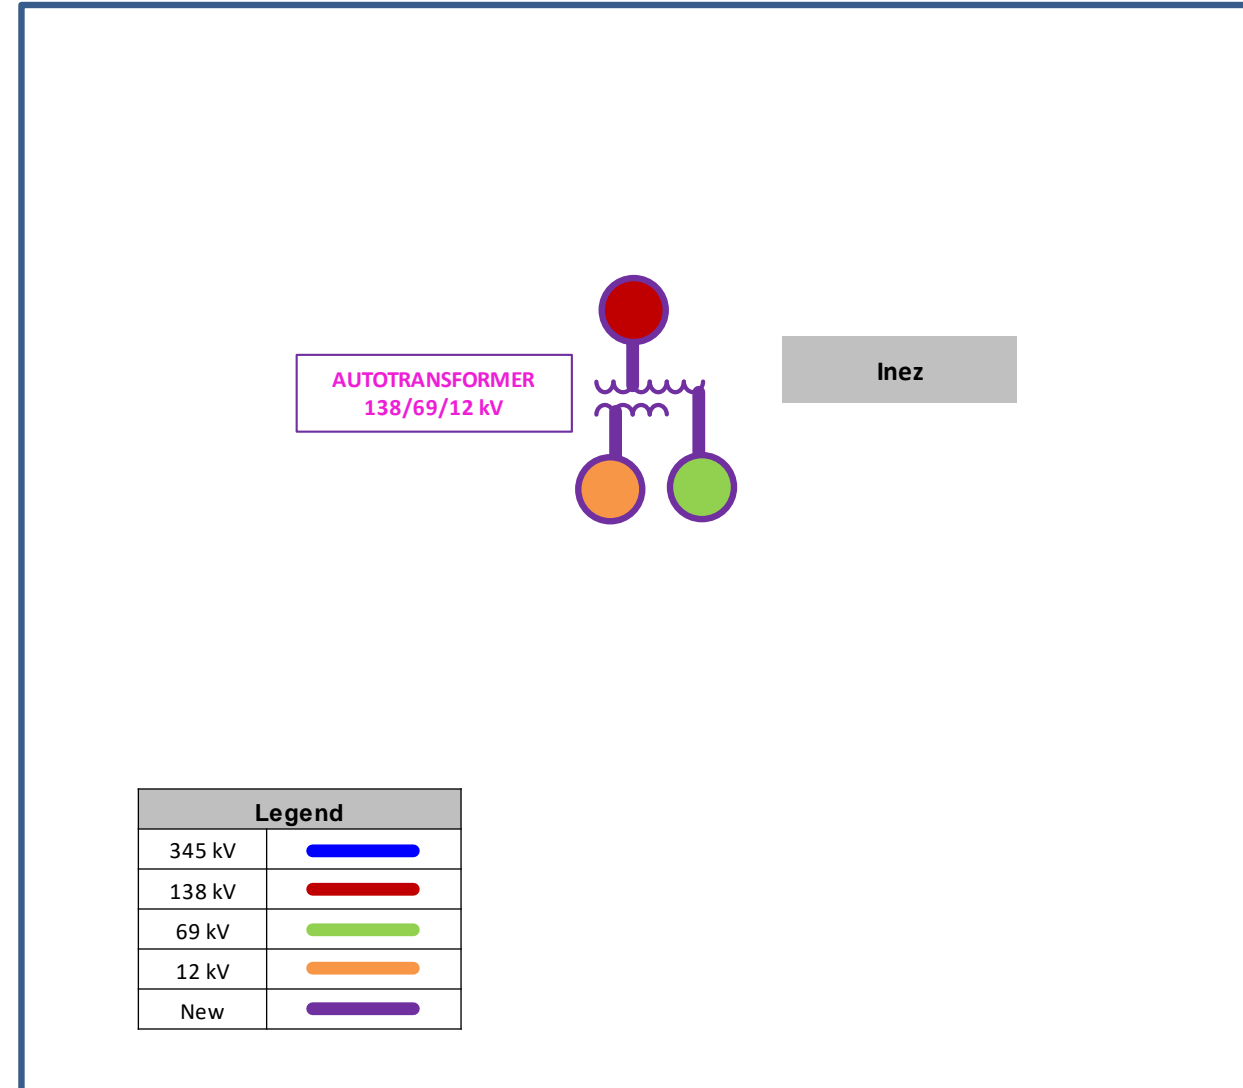 AUTOTRANSFORMER
138/69/12 kV
Inez
Legend
345 kV
138 kV
69 kV
12 kV
New